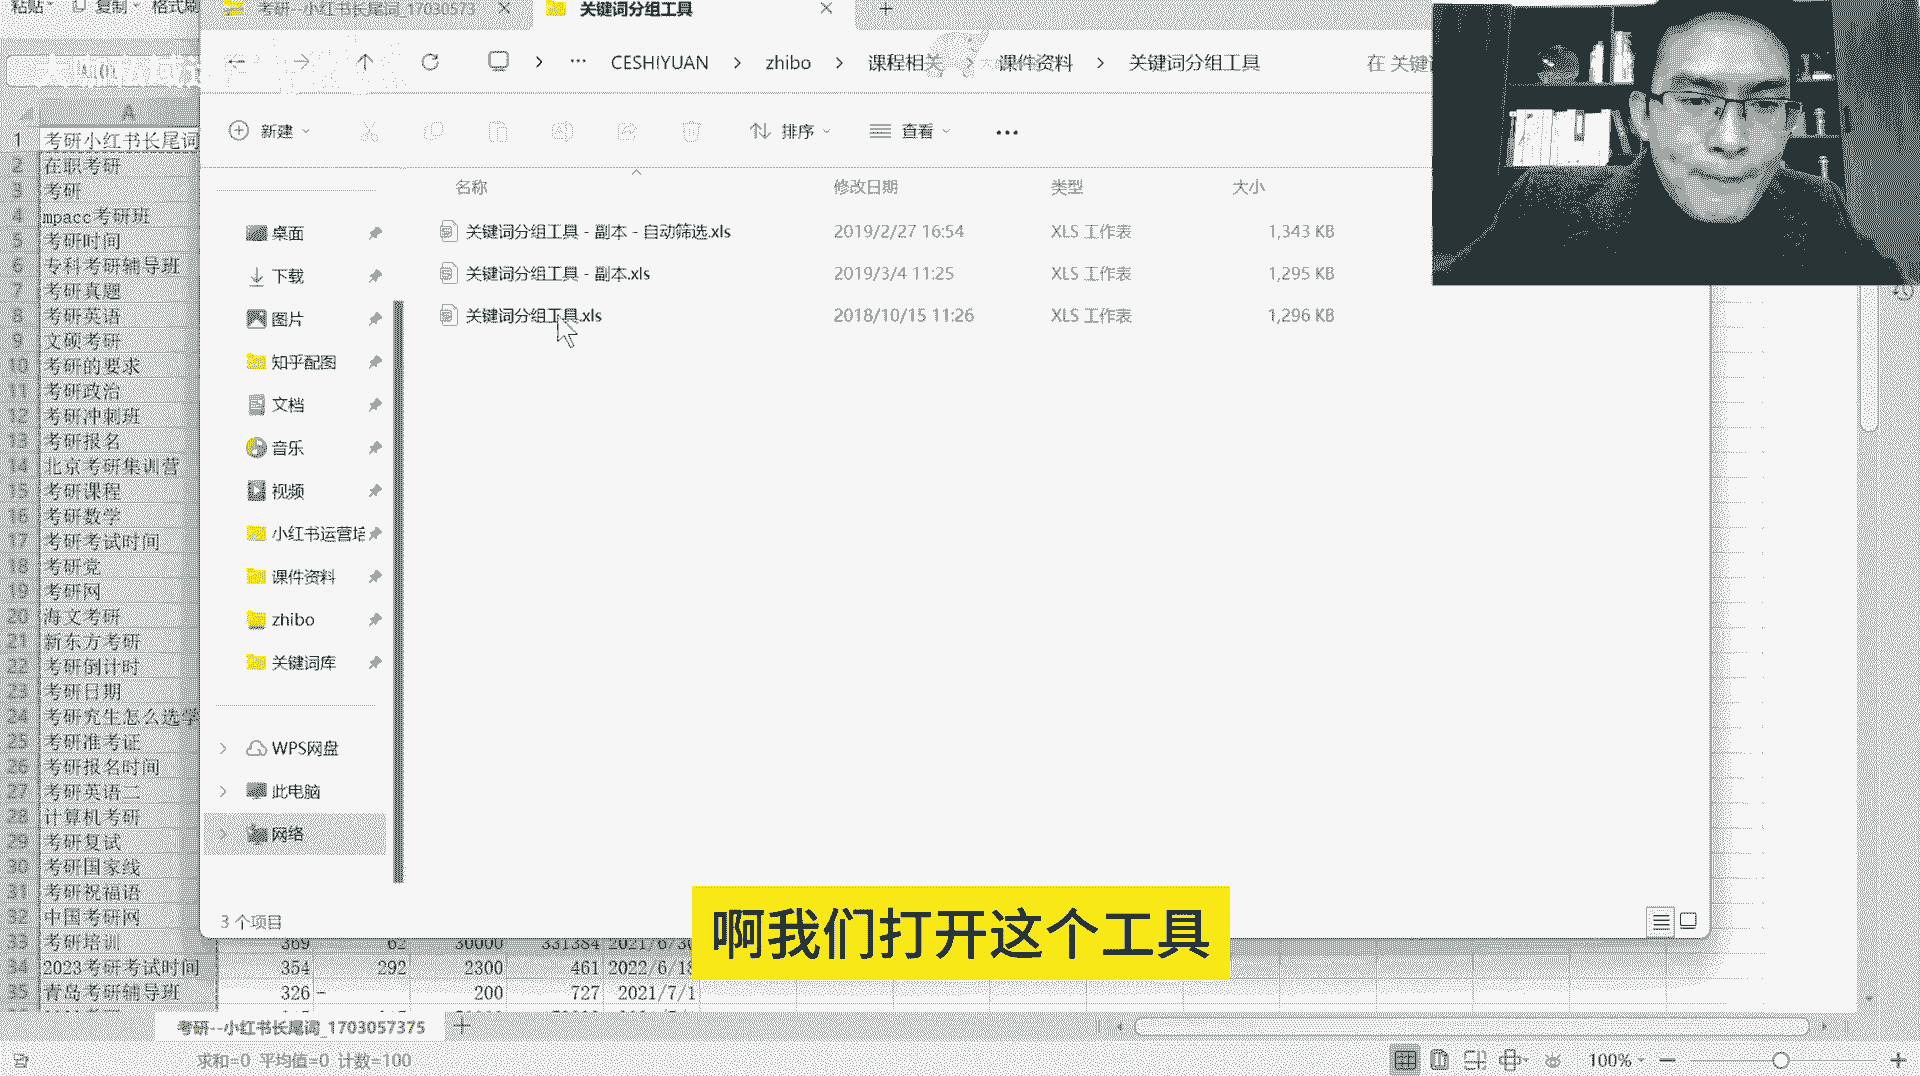 粘贴 复制 格式刷
考研--小红书长尾词_17030573
关键词分组工具
CESHIYUAN zhibo 课程相关 课件资料 关键词分组工具
在 关键
新建 排序 查看
A
名称 修改日期 类型 大小
关键词分组工具 - 副本 - 自动筛选.xls 2019/2/27 16:54 XLS 工作表 1,343 KB
关键词分组工具 - 副本.xls 2019/3/4 11:25 XLS 工作表 1,295 KB
关键词分组工具.xls 2018/10/15 11:26 XLS 工作表 1,296 KB
桌面
下载
图片
知乎配图
文档
音乐
视频
小红书运营培
课件资料
zhibo
关键词库
WPS网盘
此电脑
网络
3 个项目
1 考研小红书长尾词
2 在职考研
3 考研
4 mpacc考研班
5 考研时间
6 专科考研辅导班
7 考研真题
8 考研英语
9 文硕考研
10 考研的要求
11 考研政治
12 考研冲刺班
13 考研报名
14 北京考研集训营
15 考研课程
16 考研数学
17 考研考试时间
18 考研党
19 考研网
20 海文考研
21 新东方考研
22 考研倒计时
23 考研日期
24 考研究生怎么选学
25 考研准考证
26 考研报名时间
27 考研英语二
28 计算机考研
29 考研复试
30 考研国家线
31 考研祝福语
32 中国考研网
33 考研培训 369 62 30000 331384 2021/6/30
34 2023考研考试时间 354 292 2300 461 2022/6/18
35 青岛考研辅导班 326 - 200 727 2021/7/1
啊我们打开这个工具
考研--小红书长尾词_1703057375
求和=0 平均值=0 计数=100
100%